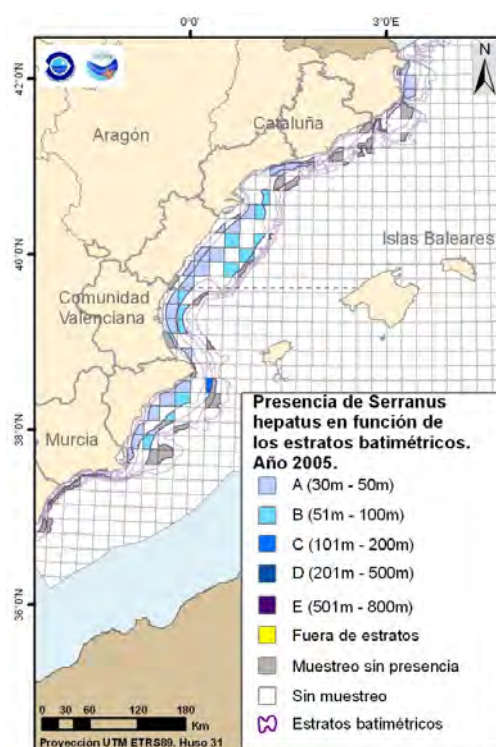 0°0'
3°0'E
N
42°0'N
Cataluña
Aragón
40°0'N
Islas Baleares
Comunidad
Valenciana
38°0'N
Murcia
36°0'N
Presencia de Serranus
hepatus en función de
los estratos batimétricos.
Año 2005.
A (30m - 50m)
B (51m - 100m)
C (101m - 200m)
D (201m - 500m)
E (501m - 800m)
Fuera de estratos
Muestreo sin presencia
Sin muestreo
Estratos batimétricos
0 30 60 120 180
Km
Proyección UTM ETRS89. Huso 31